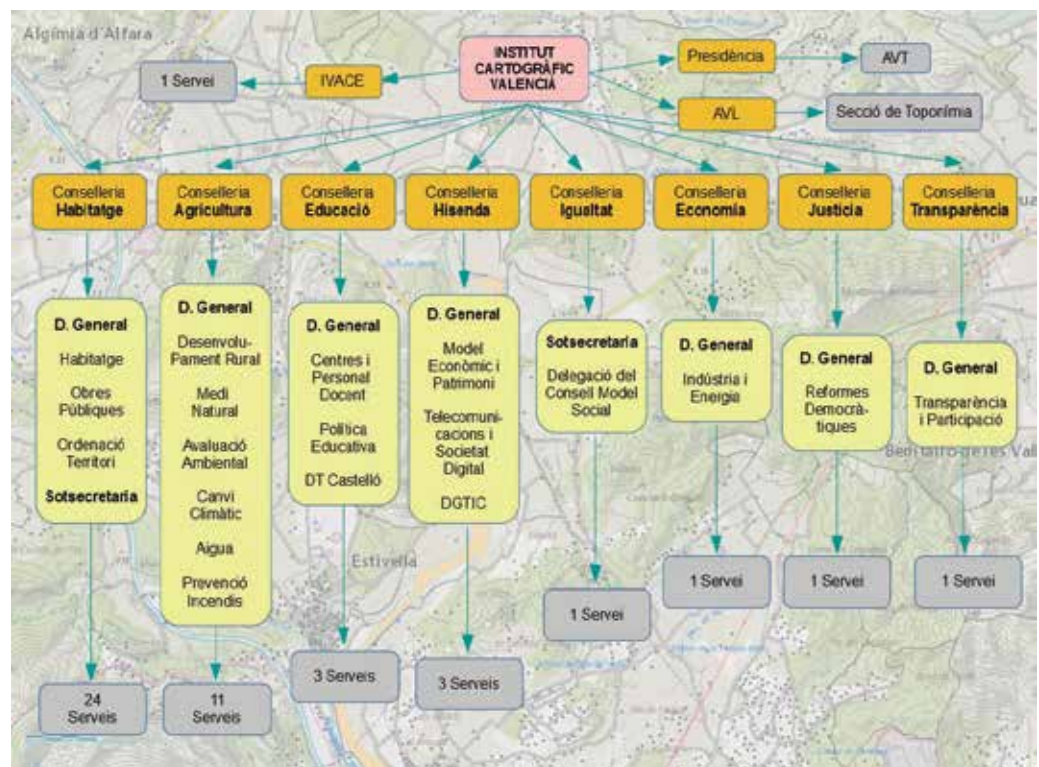 Algímia d'Alfara
INSTITUT
CARTOGRÀFIC
VALENCIÀ
1 Servei
IVACE
Presidència
AVT
AVL
Secció de Toponímia
Conselleria
Habitatge
Conselleria
Agricultura
Conselleria
Educació
Conselleria
Hisenda
Conselleria
Igualtat
Conselleria
Economía
Conselleria
Justicia
Conselleria
Transparència
D. General
Habitatge
Obres
Públiques
Ordenació
Territori
Sotsecretaria
D. General
Desenvolu-
Pament Rural
Medi
Natural
Avaluació
Ambiental
Canvi
Climàtic
Aigua
Prevenció
Incendis
D. General
Centres i
Personal
Docent
Política
Educativa
DT Castelló
D. General
Model
Econòmic i
Patrimoni
Telecomuni-
cacions i
Societat
Digital
DGTIC
Sotsecretaria
Delegació del
Consell Model
Social
D. General
Indústria i
Energia
D. General
Reformes
Democrà-
tiques
D. General
Transparència
i Participació
Estivella
24
Serveis
11
Serveis
3 Serveis
3 Serveis
1 Servei
1 Servei
1 Servei
1 Servei